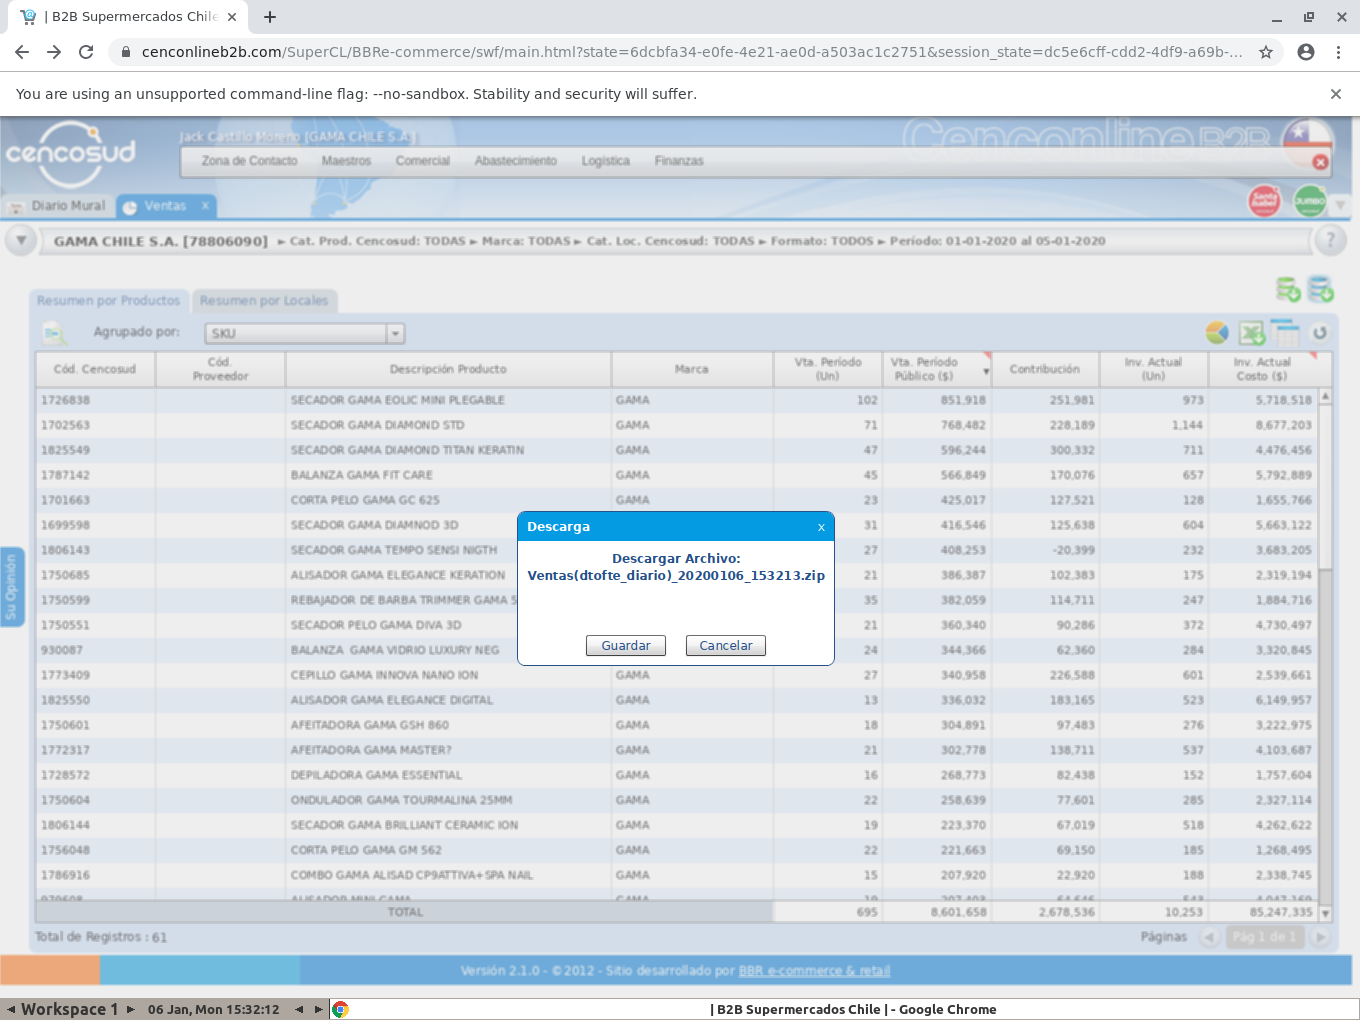 | B2B Supermercados Chile
cenconlineb2b.com/SuperCL/BBRe-commerce/swf/main.html?state=6dcbfa34-e0fe-4e21-ae0d-a503ac1c2751&session_state=dc5e6cff-cdd2-4df9-a69b-...
You are using an unsupported command-line flag: --no-sandbox. Stability and security will suffer.
cencosud
Jack Castillo Moreno [GAMA CHILE S.A.]
Cenconline B2B
Zona de Contacto Maestros Comercial Abastecimiento Logística Finanzas
Diario Mural Ventas x
Santa Isabel JUMBO
GAMA CHILE S.A. [78806090] ► Cat. Prod. Cencosud: TODAS ► Marca: TODAS ► Cat. Loc. Cencosud: TODAS ► Formato: TODOS ► Período: 01-01-2020 al 05-01-2020 ?
Resumen por Productos Resumen por Locales
Agrupado por: SKU
Cód. Cencosud Cód. Proveedor Descripción Producto Marca Vta. Período (Un) Vta. Período Público ($) Contribución Inv. Actual (Un) Inv. Actual Costo ($)
1726838 SECADOR GAMA EOLIC MINI PLEGABLE GAMA 102 851,918 251,981 973 5,718,518
1702563 SECADOR GAMA DIAMOND STD GAMA 71 768,482 228,189 1,144 8,677,203
1825549 SECADOR GAMA DIAMOND TITAN KERATIN GAMA 47 596,244 300,332 711 4,476,456
1787142 BALANZA GAMA FIT CARE GAMA 45 566,849 170,076 657 5,792,889
1701663 CORTA PELO GAMA GC 625 GAMA 23 425,017 127,521 128 1,655,766
1699598 SECADOR GAMA DIAMNOD 3D 31 416,546 125,638 604 5,663,122
1806143 SECADOR GAMA TEMPO SENSI NIGTH 27 408,253 -20,399 232 3,683,205
1750685 ALISADOR GAMA ELEGANCE KERATION 21 386,387 102,383 175 2,319,194
1750599 REBAJADOR DE BARBA TRIMMER GAMA S 35 382,059 114,711 247 1,884,716
1750551 SECADOR PELO GAMA DIVA 3D 21 360,340 90,286 372 4,730,497
930087 BALANZA GAMA VIDRIO LUXURY NEG 24 344,366 62,360 284 3,320,845
1773409 CEPILLO GAMA INNOVA NANO ION GAMA 27 340,958 226,588 601 2,539,661
1825550 ALISADOR GAMA ELEGANCE DIGITAL GAMA 13 336,032 183,165 523 6,149,957
1750601 AFEITADORA GAMA GSH 860 GAMA 18 304,891 97,483 276 3,222,975
1772317 AFEITADORA GAMA MASTER? GAMA 21 302,778 138,711 537 4,103,687
1728572 DEPILADORA GAMA ESSENTIAL GAMA 16 268,773 82,438 152 1,757,604
1750604 ONDULADOR GAMA TOURMALINA 25MM GAMA 22 258,639 77,601 285 2,327,114
1806144 SECADOR GAMA BRILLIANT CERAMIC ION GAMA 19 223,370 67,019 518 4,262,622
1756048 CORTA PELO GAMA GM 562 GAMA 22 221,663 69,150 185 1,268,495
1786916 COMBO GAMA ALISAD CP9ATTIVA+SPA NAIL GAMA 15 207,920 22,920 188 2,338,745
ALISADOR MINI GAMA GAMA
TOTAL 695 8,601,658 2,678,536 10,253 85,247,335
Total de Registros : 61 Páginas Pág 1 de 1
Su Opinión
Descarga x
Descargar Archivo:
Ventas(dtofte_diario)_20200106_153213.zip
Guardar Cancelar
Versión 2.1.0 - ©2012 - Sitio desarrollado por BBR e-commerce & retail
Workspace 1 06 Jan, Mon 15:32:12 | B2B Supermercados Chile | - Google Chrome